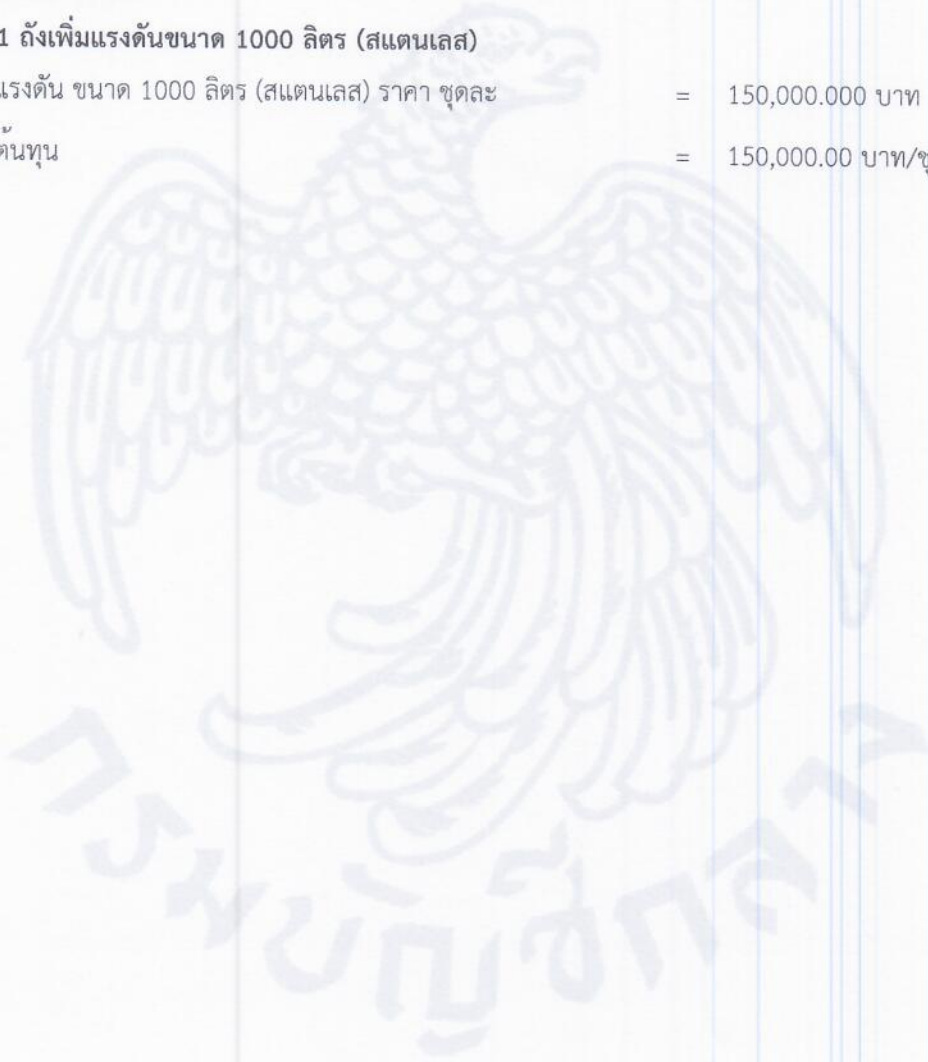 1 ถังเพิ่มแรงดันขนาด 1000 ลิตร (สแตนเลส)
แรงดัน ขนาด 1000 ลิตร (สแตนเลส) ราคา ชุดละ = 150,000.000 บาท
ต้นทุน = 150,000.00 บาท/ชุ
กรมบัญชีกลาง